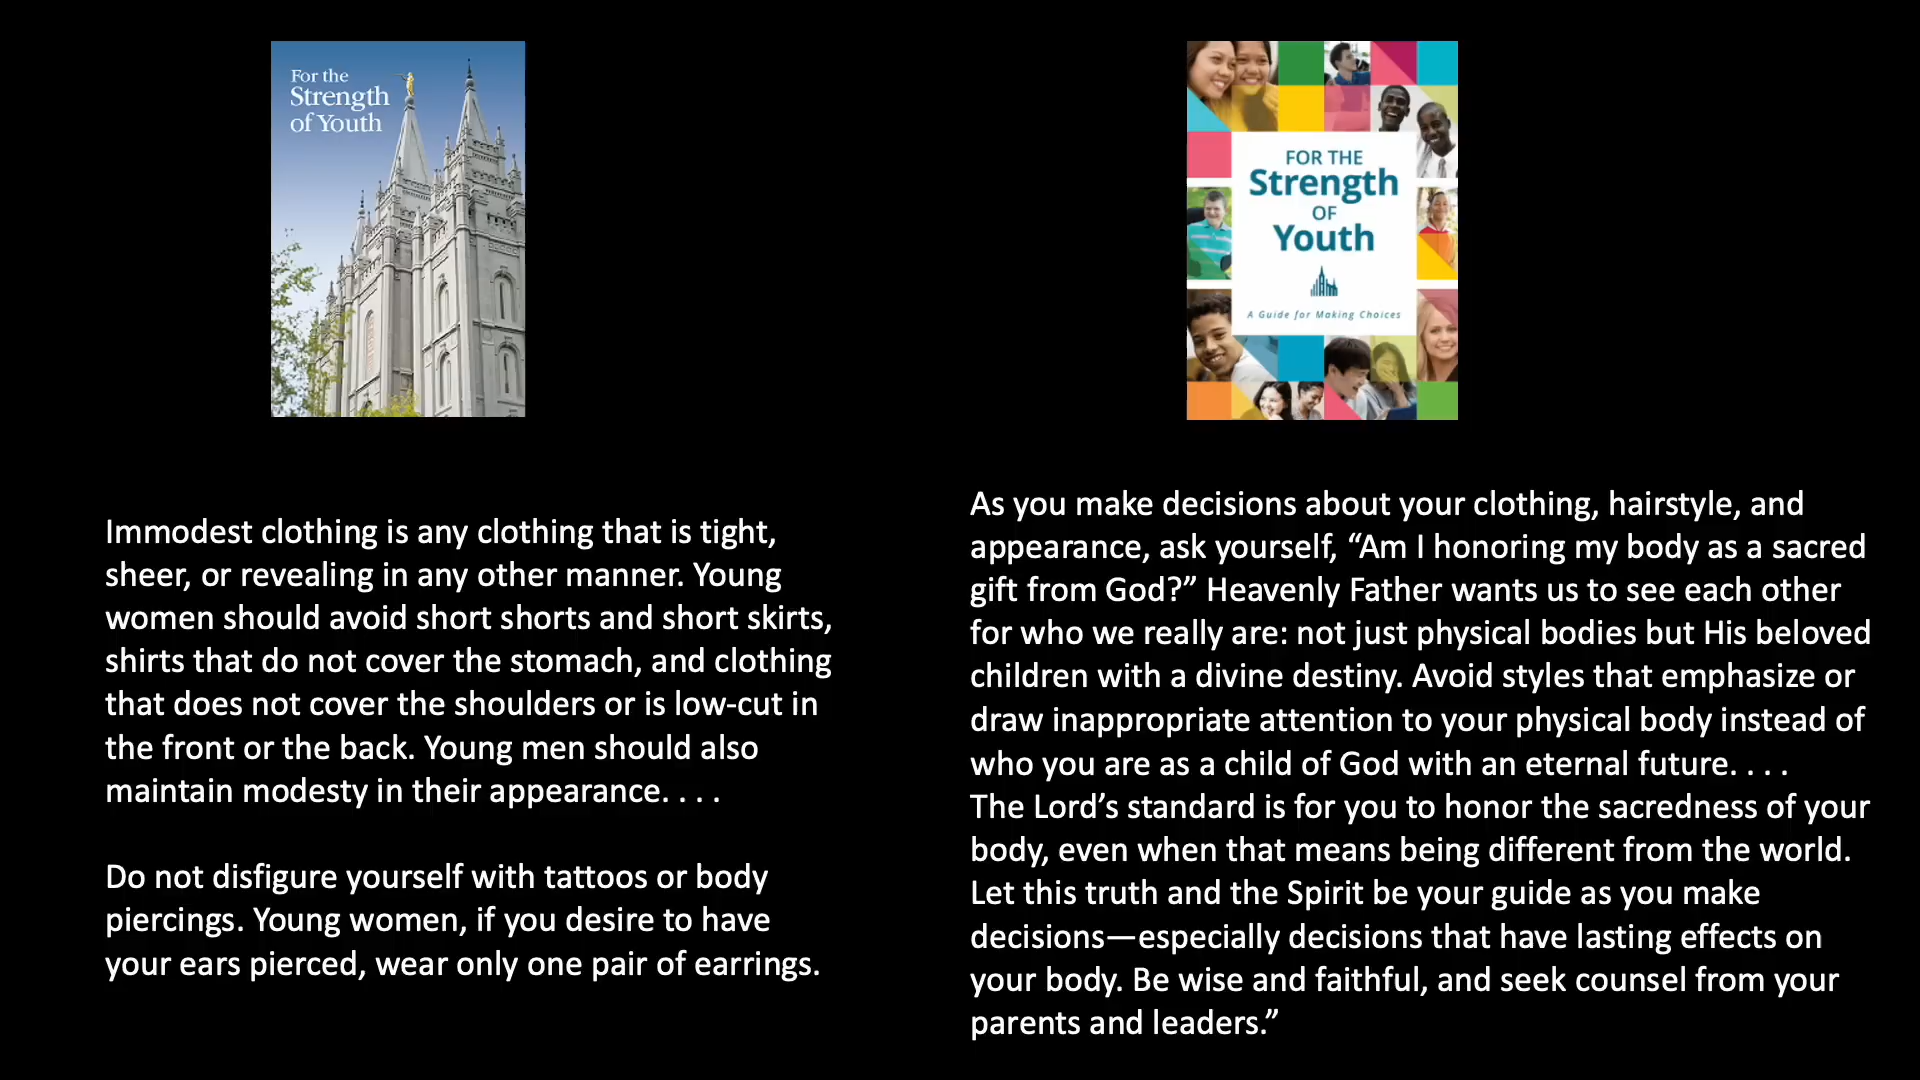 For the
Strength
of Youth
Immodest clothing is any clothing that is tight,
sheer, or revealing in any other manner. Young
women should avoid short shorts and short skirts,
shirts that do not cover the stomach, and clothing
that does not cover the shoulders or is low-cut in
the front or the back. Young men should also
maintain modesty in their appearance. . . .
Do not disfigure yourself with tattoos or body
piercings. Young women, if you desire to have
your ears pierced, wear only one pair of earrings.
FOR THE
Strength
OF
Youth
A Guide for Making Choices
As you make decisions about your clothing, hairstyle, and
appearance, ask yourself, “Am I honoring my body as a sacred
gift from God?” Heavenly Father wants us to see each other
for who we really are: not just physical bodies but His beloved
children with a divine destiny. Avoid styles that emphasize or
draw inappropriate attention to your physical body instead of
who you are as a child of God with an eternal future. . . .
The Lord’s standard is for you to honor the sacredness of your
body, even when that means being different from the world.
Let this truth and the Spirit be your guide as you make
decisions—especially decisions that have lasting effects on
your body. Be wise and faithful, and seek counsel from your
parents and leaders.”